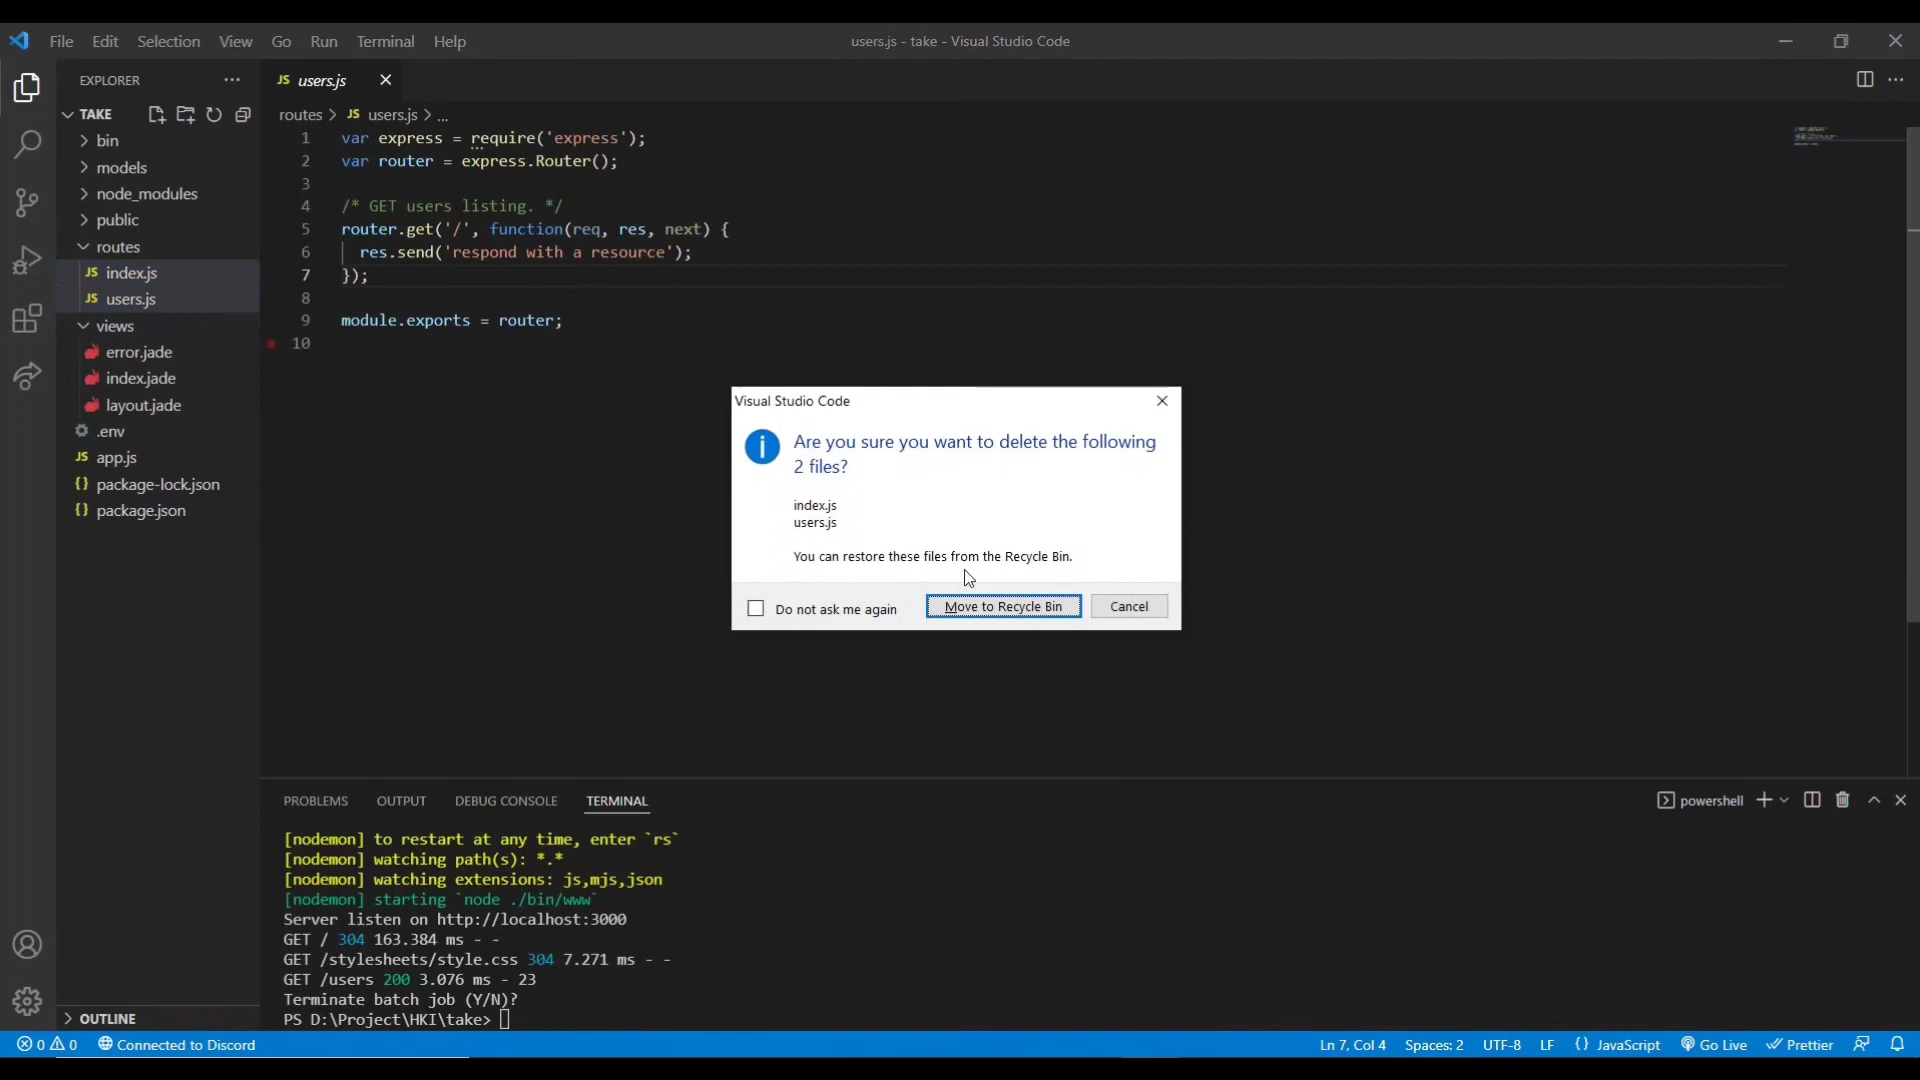 File Edit Selection View Go Run Terminal Help
users.js - take - Visual Studio Code
EXPLORER
TAKE
bin
models
node_modules
public
routes
JS index.js
JS users.js
views
error.jade
index.jade
layout.jade
.env
JS app.js
{} package-lock.json
{} package.json
OUTLINE
JS users.js
routes > JS users.js > ...
1 var express = require('express');
2 var router = express.Router();
3
4 /* GET users listing. */
5 router.get('/', function(req, res, next) {
6 res.send('respond with a resource');
7 });
8
9 module.exports = router;
10
Visual Studio Code
Are you sure you want to delete the following
2 files?
index.js
users.js
You can restore these files from the Recycle Bin.
Do not ask me again
Move to Recycle Bin
Cancel
PROBLEMS OUTPUT DEBUG CONSOLE TERMINAL
powershell
[nodemon] to restart at any time, enter `rs`
[nodemon] watching path(s): *.*
[nodemon] watching extensions: js,mjs,json
[nodemon] starting `node ./bin/www`
Server listen on http://localhost:3000
GET / 304 163.384 ms - -
GET /stylesheets/style.css 304 7.271 ms - -
GET /users 200 3.076 ms - 23
Terminate batch job (Y/N)?
PS D:\Project\HKI\take>
0 0 Connected to Discord
Ln 7, Col 4 Spaces: 2 UTF-8 LF {} JavaScript Go Live Prettier